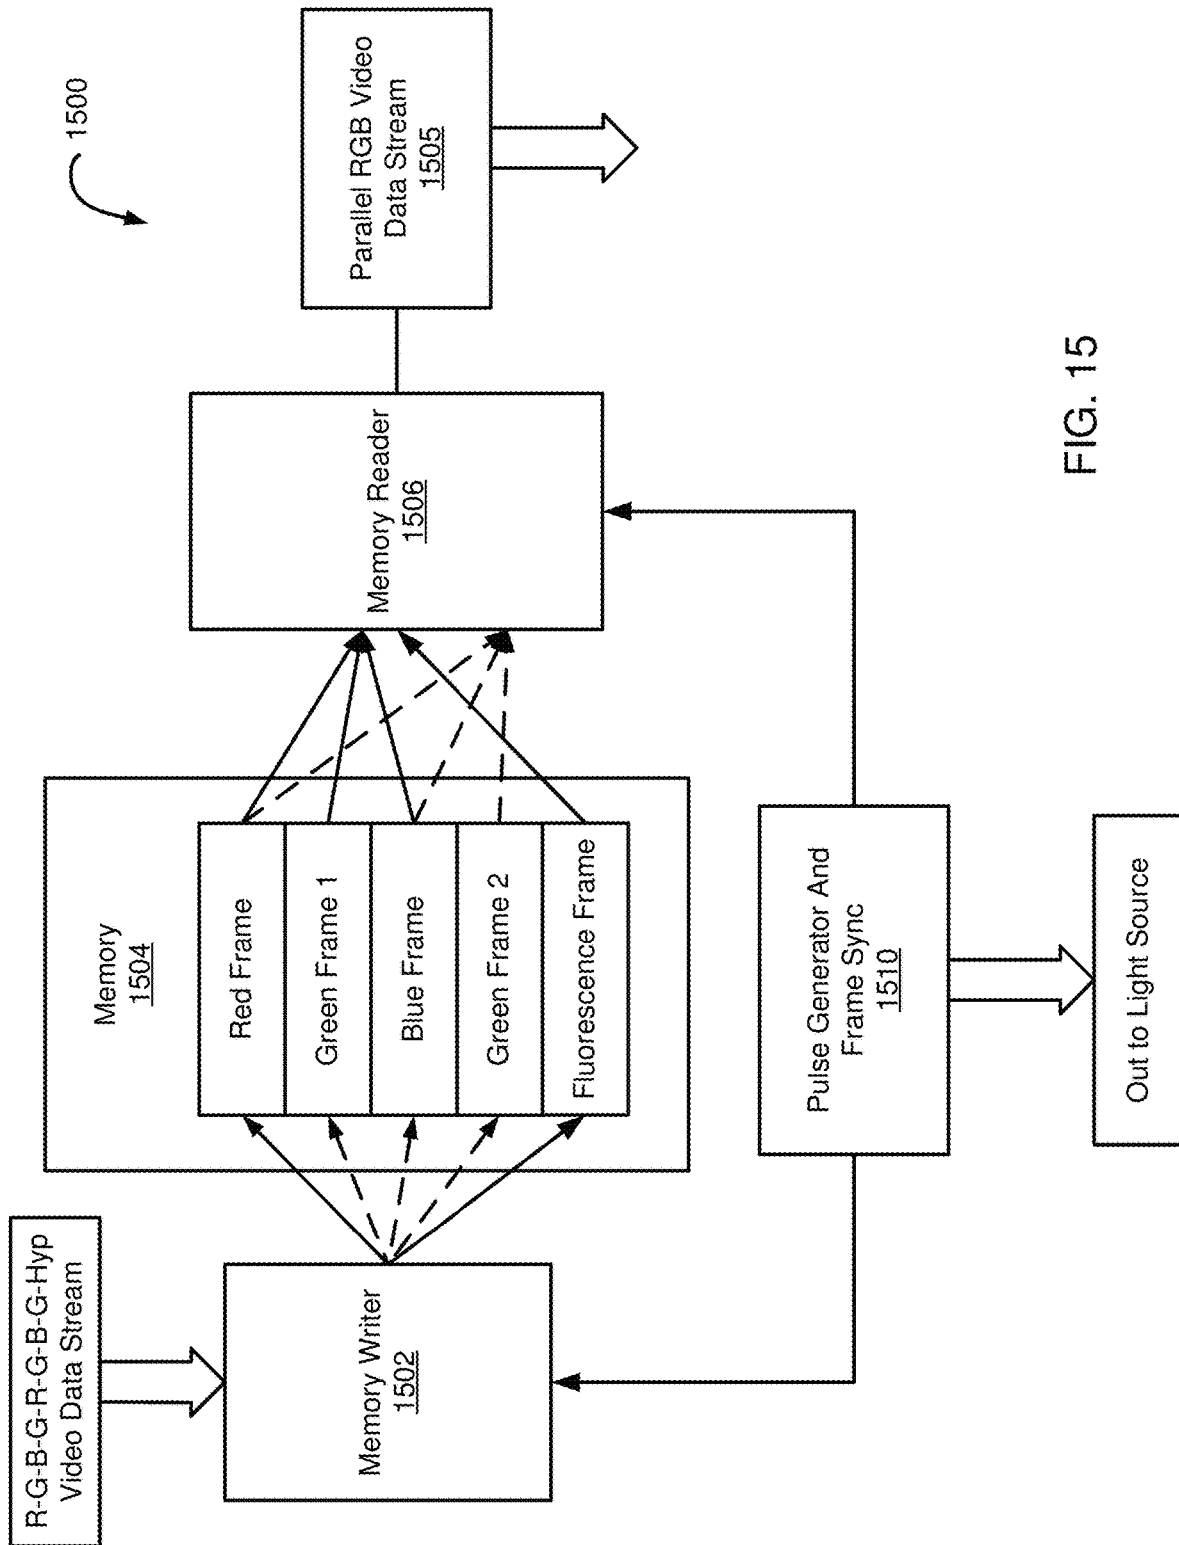 1500
R-G-B-G-R-G-B-G-Hyp
Video Data Stream
Memory Writer
1502
Memory
1504
Red Frame
Green Frame 1
Blue Frame
Green Frame 2
Fluorescence Frame
Memory Reader
1506
Parallel RGB Video
Data Stream
1505
Pulse Generator And
Frame Sync
1510
Out to Light Source
FIG. 15